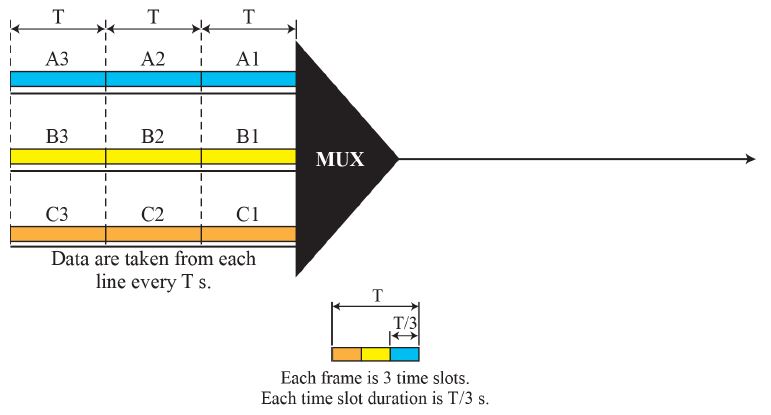 T T T
A3 A2 A1
B3 B2 B1
MUX
C3 C2 C1
Data are taken from each
line every T s.
T
T/3
Each frame is 3 time slots.
Each time slot duration is T/3 s.